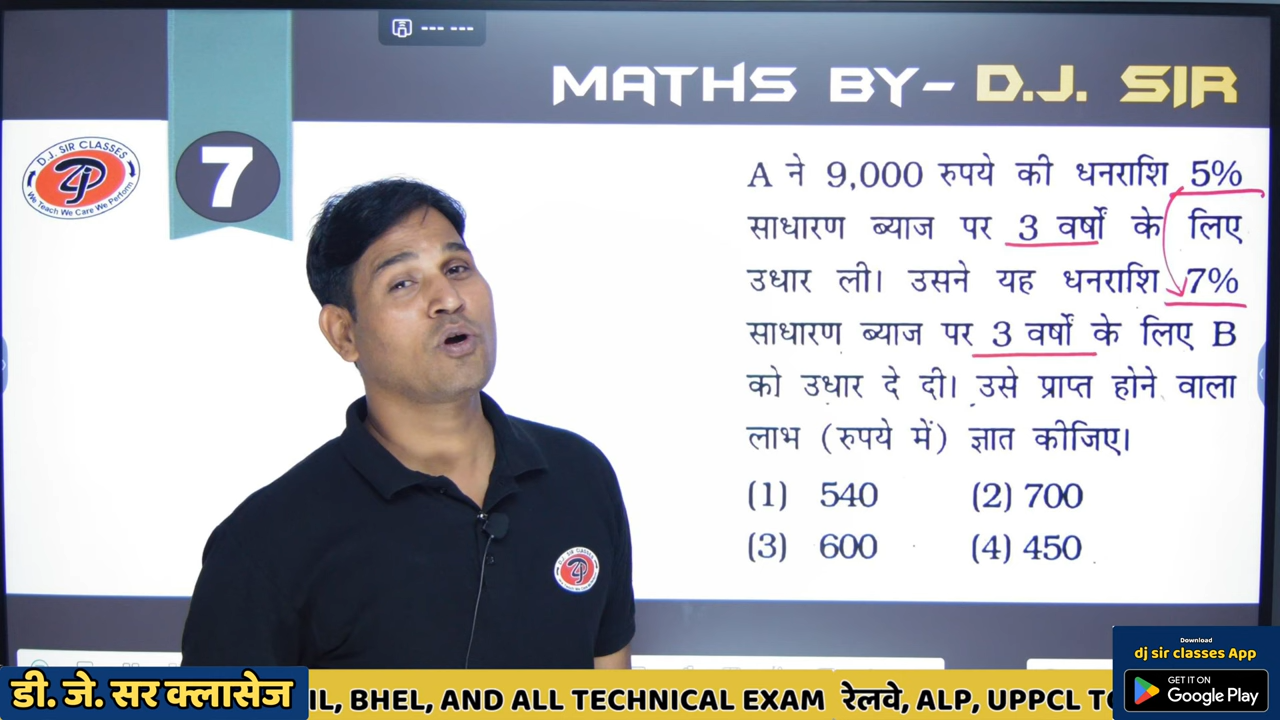 MATHS BY- D.J. SIR
D.J. SIR CLASSES
We Teach We Care We Perform
7
A ने 9,000 रुपये की धनराशि 5%
साधारण ब्याज पर 3 वर्षों के लिए
उधार ली। उसने यह धनराशि 7%
साधारण ब्याज पर 3 वर्षों के लिए B
को उधार दे दी। उसे प्राप्त होने वाला
लाभ (रुपये में) ज्ञात कीजिए।
(1) 540 (2) 700
(3) 600 (4) 450
D.J. SIR CLASSES
Download
dj sir classes App
GET IT ON
Google Play
डी. जे. सर क्लासेज
IL, BHEL, AND ALL TECHNICAL EXAM रेलवे, ALP, UPPCL